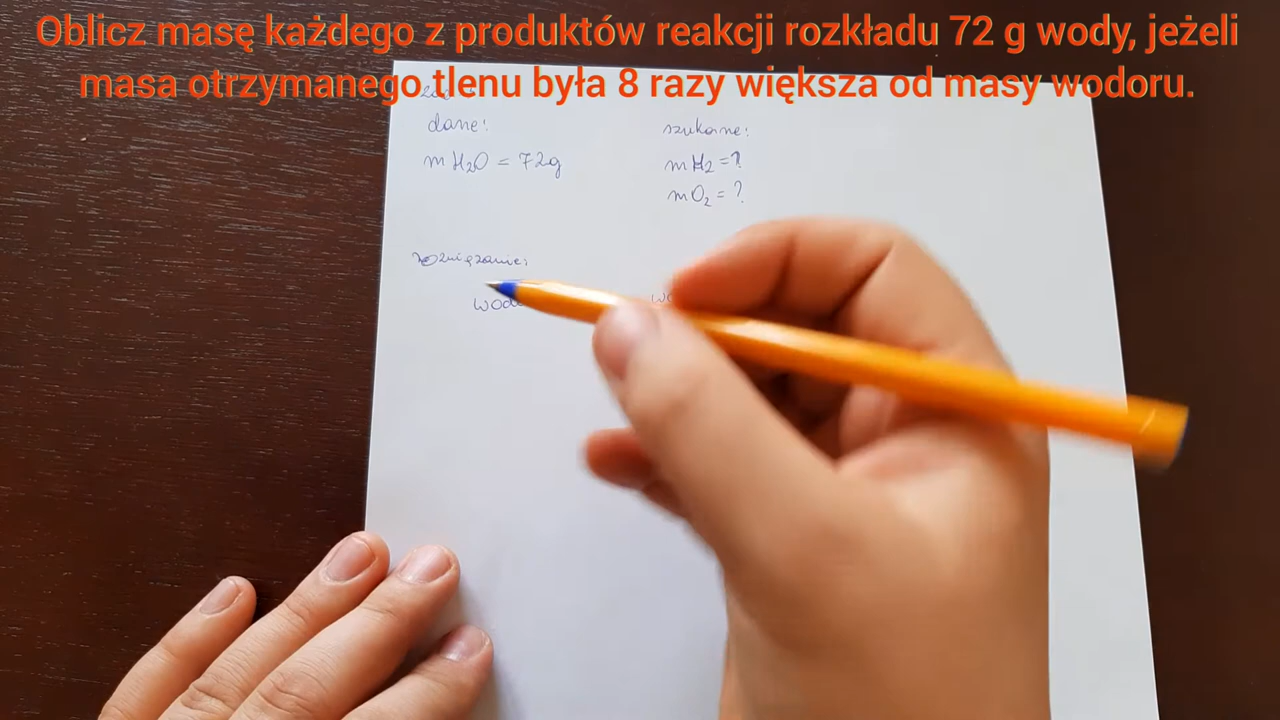 Oblicz masę każdego z produktów reakcji rozkładu 72 g wody, jeżeli
masa otrzymanego tlenu była 8 razy większa od masy wodoru.
dane:
szukane:
mH₂O = 72g
mH₂ = ?
mO₂ = ?
rozwiązanie: